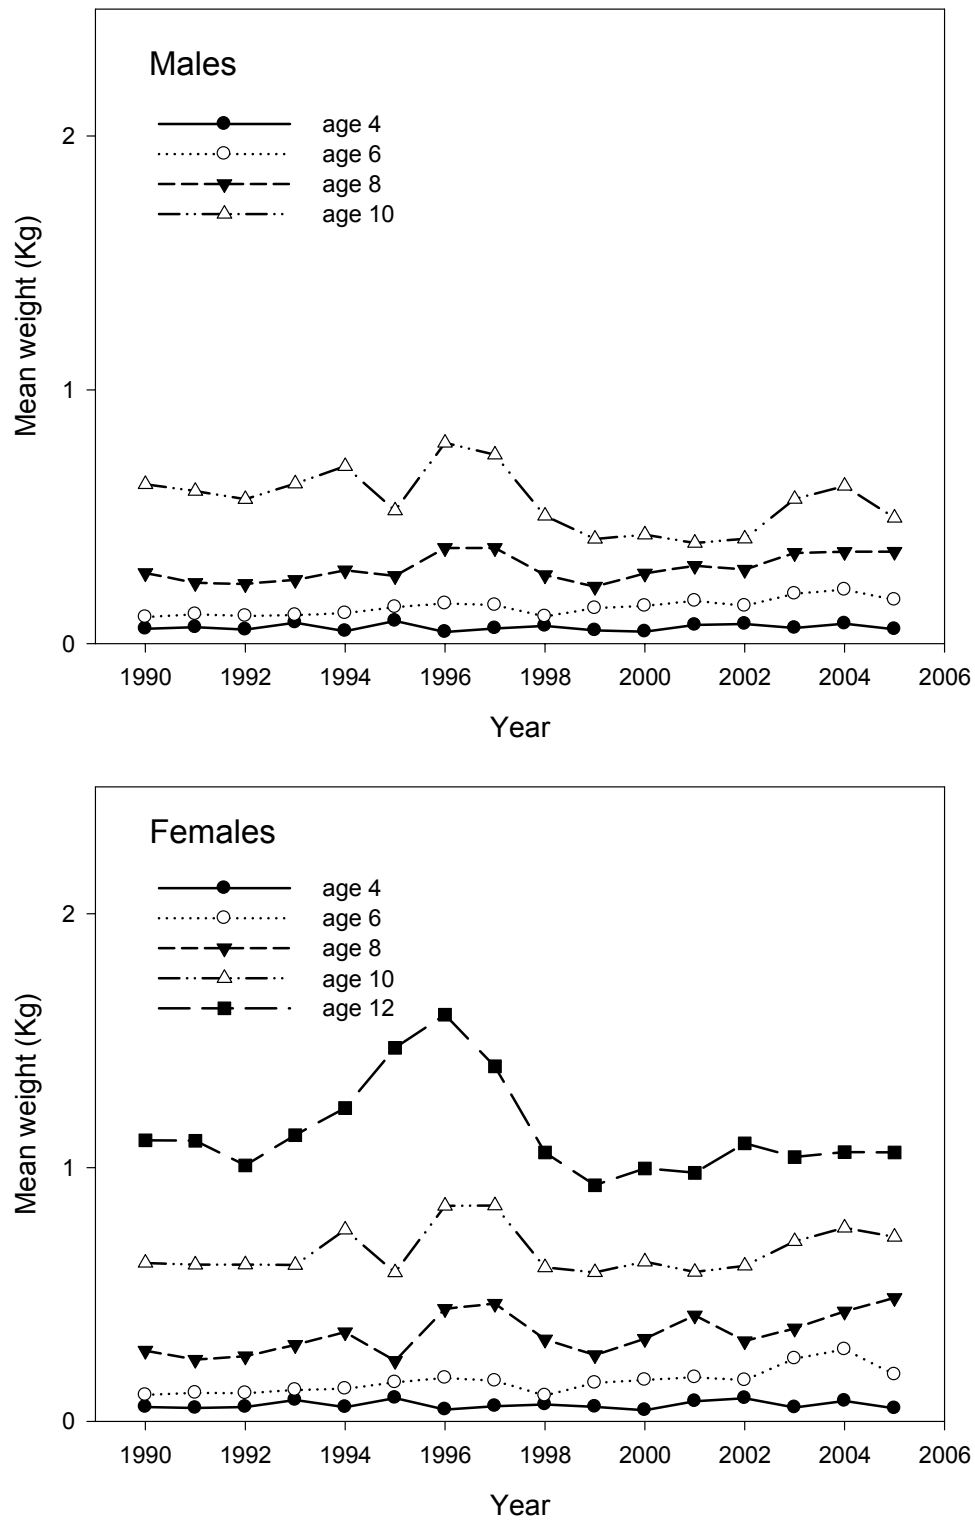 Males
age 4
age 6
age 8
age 10
Mean weight (Kg)
2
1
0
1990 1992 1994 1996 1998 2000 2002 2004 2006
Year
Females
age 4
age 6
age 8
age 10
age 12
Mean weight (Kg)
2
1
0
1990 1992 1994 1996 1998 2000 2002 2004 2006
Year